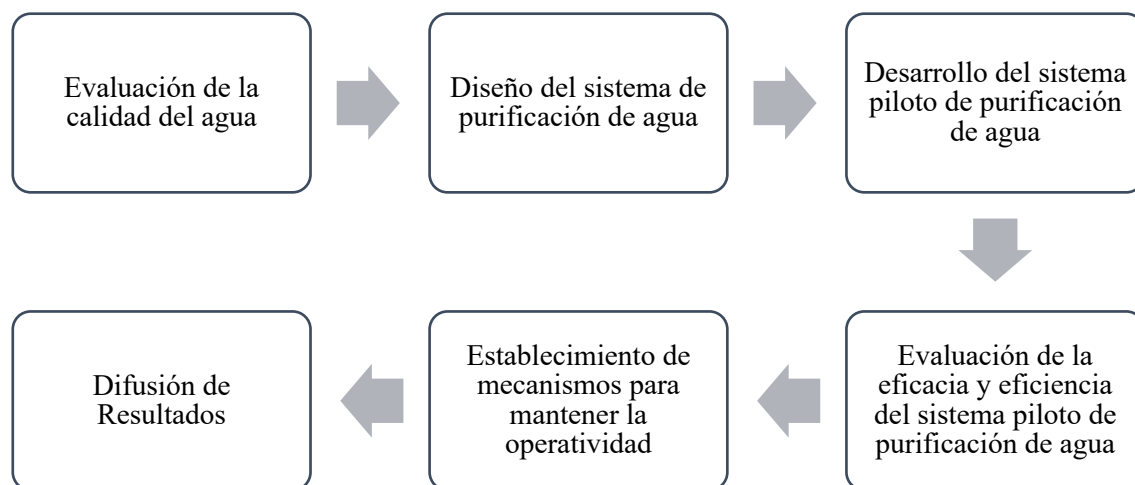 Evaluación de la
calidad del agua
Diseño del sistema de
purificación de agua
Desarrollo del sistema
piloto de purificación
de agua
Evaluación de la
eficacia y eficiencia
del sistema piloto de
purificación de agua
Establecimiento de
mecanismos para
mantener la
operatividad
Difusión de
Resultados